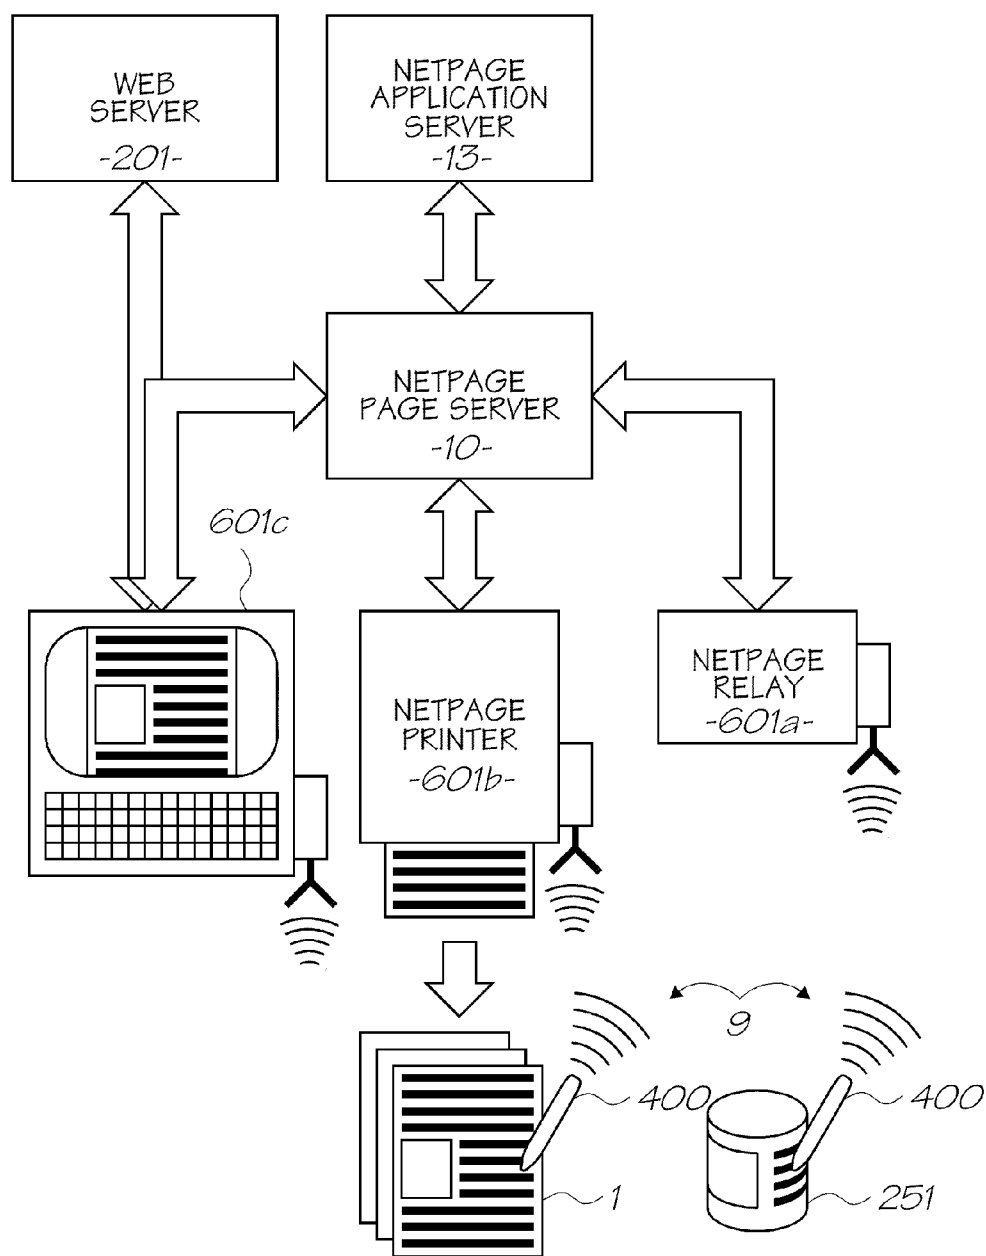 WEB
SERVER
-201-
NETPAGE
APPLICATION
SERVER
-13-
NETPAGE
PAGE SERVER
-10-
601c
NETPAGE
PRINTER
-601b-
NETPAGE
RELAY
-601a-
9
400
400
1
251